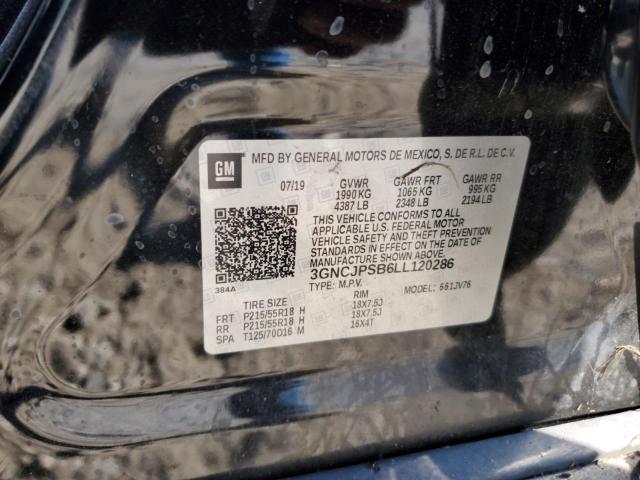 GM
MFD BY GENERAL MOTORS DE MEXICO, S. DE R.L. DE C.V.
07/19 GVWR GAWR FRT GAWR RR
1990 KG 1065 KG 995 KG
4387 LB 2348 LB 2194 LB
THIS VEHICLE CONFORMS TO ALL
APPLICABLE U.S. FEDERAL MOTOR
VEHICLE SAFETY AND THEFT
PREVENTION STANDARDS IN EFFECT
ON THE DATE OF
MANUFACTURE SHOWN ABOVE.
3GNCJPSB6LL120286
384A
TYPE: M.P.V. MODEL: 661JV76
TIRE SIZE RIM
FRT P215/55R18 H 18X7.5J
RR P215/55R18 H 18X7.5J
SPA T125/70D16 M 16X4T